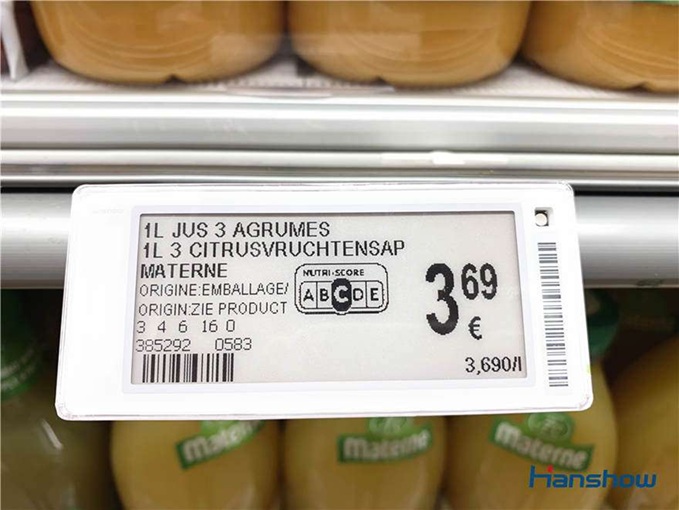 1L JUS 3 AGRUMES
1L 3 CITRUSVRUCHTENSAP
MATERNE
ORIGINE:EMBALLAGE/
ORIGIN:ZIE PRODUCT
3 4 6 16 0
385292 0583
NUTRI-SCORE
A B C D E
3 69
€
3,690/l
Materne
Materne
Materne
Hanshow